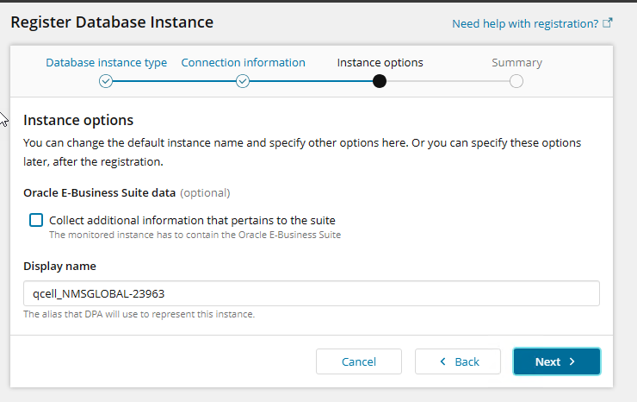 Register Database Instance
Need help with registration?
Database instance type
Connection information
Instance options
Summary
Instance options
You can change the default instance name and specify other options here. Or you can specify these options
later, after the registration.
Oracle E-Business Suite data (optional)
Collect additional information that pertains to the suite
The monitored instance has to contain the Oracle E-Business Suite
Display name
qcell_NMSGLOBAL-23963
The alias that DPA will use to represent this instance.
Cancel
Back
Next